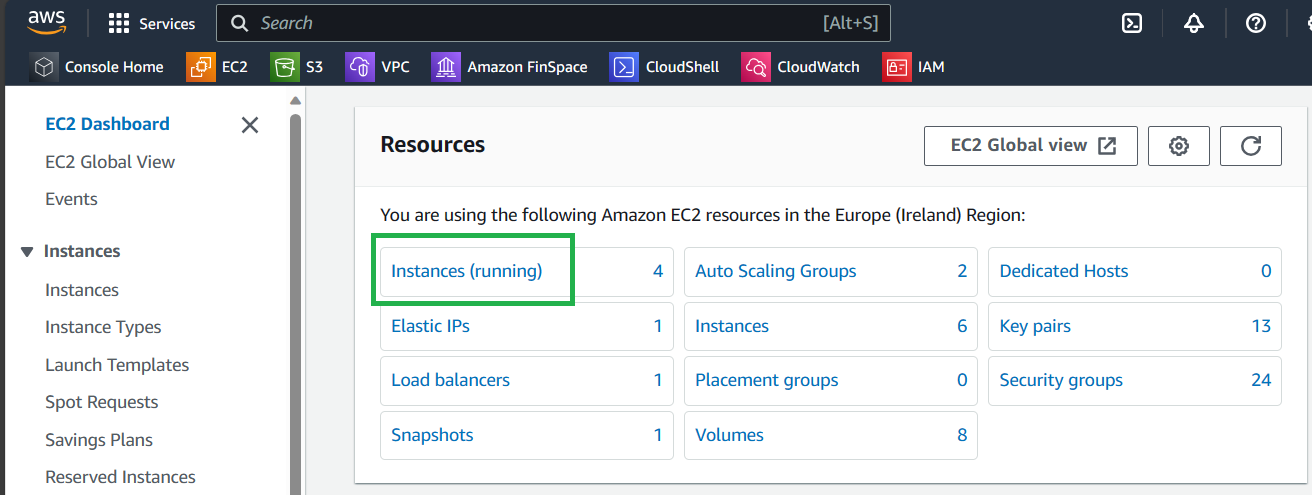 aws
Services
Search
[Alt+S]
Console Home
EC2
S3
VPC
Amazon FinSpace
CloudShell
CloudWatch
IAM
EC2 Dashboard
EC2 Global View
Events
Instances
Instances
Instance Types
Launch Templates
Spot Requests
Savings Plans
Reserved Instances
Resources
EC2 Global view
You are using the following Amazon EC2 resources in the Europe (Ireland) Region:
Instances (running) 4
Auto Scaling Groups 2
Dedicated Hosts 0
Elastic IPs 1
Instances 6
Key pairs 13
Load balancers 1
Placement groups 0
Security groups 24
Snapshots 1
Volumes 8